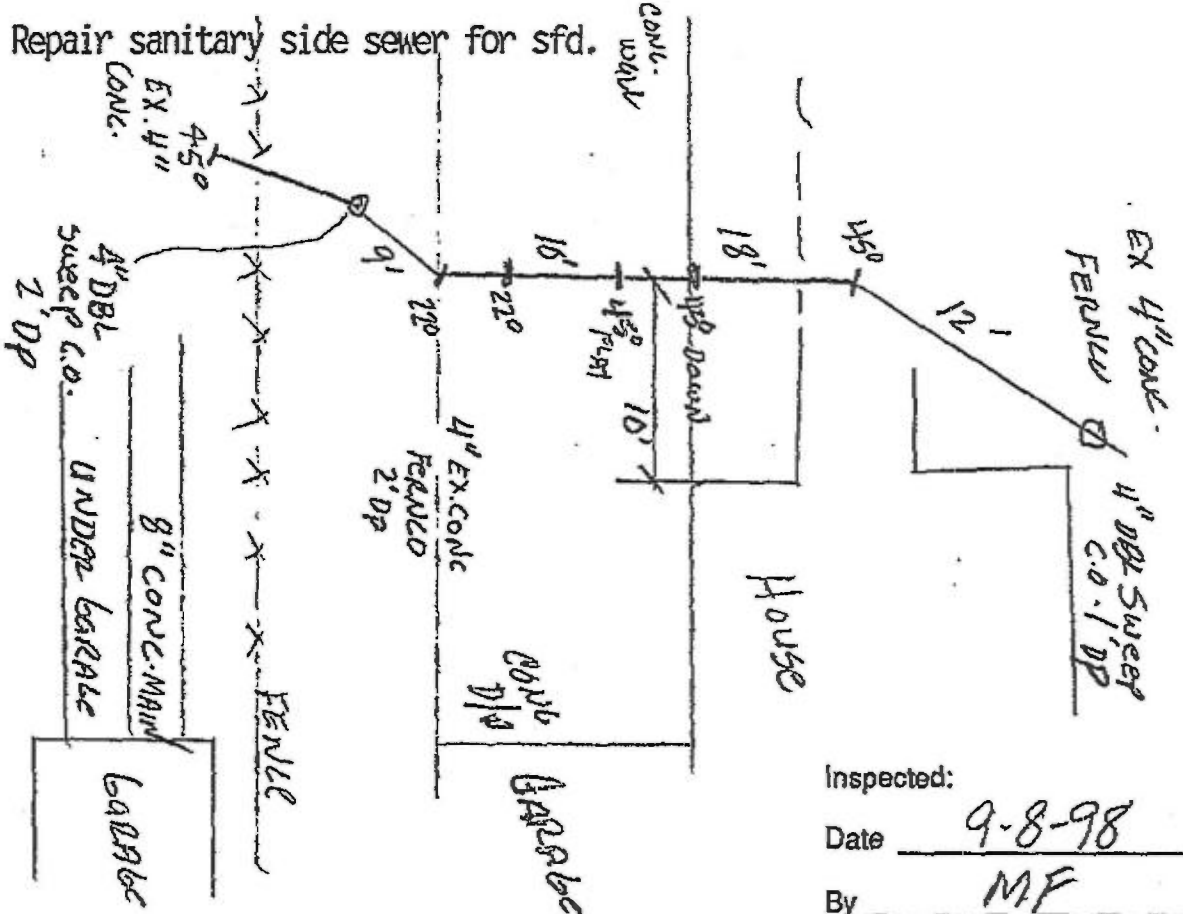 Repair sanitary side sewer for sfd.
CONC.
WALL
EX. 4"
CONC.
45°
4" DBL
SWEEP C.O.
2' DP
9'
22°
22°
16'
45°
FLAT
10'
45° DOWN
18'
45°
12'
EX 4" CONC.
FERNCO
4" DBL SWEEP
C.O. 1' DP
4" EX. CONC
FERNCO
2' DP
HOUSE
UNDER GARAGE
8" CONC. MAIN
FENCE
CONC
D/W
GARAGE
GARAGE
Inspected:
Date 9-8-98
By MF